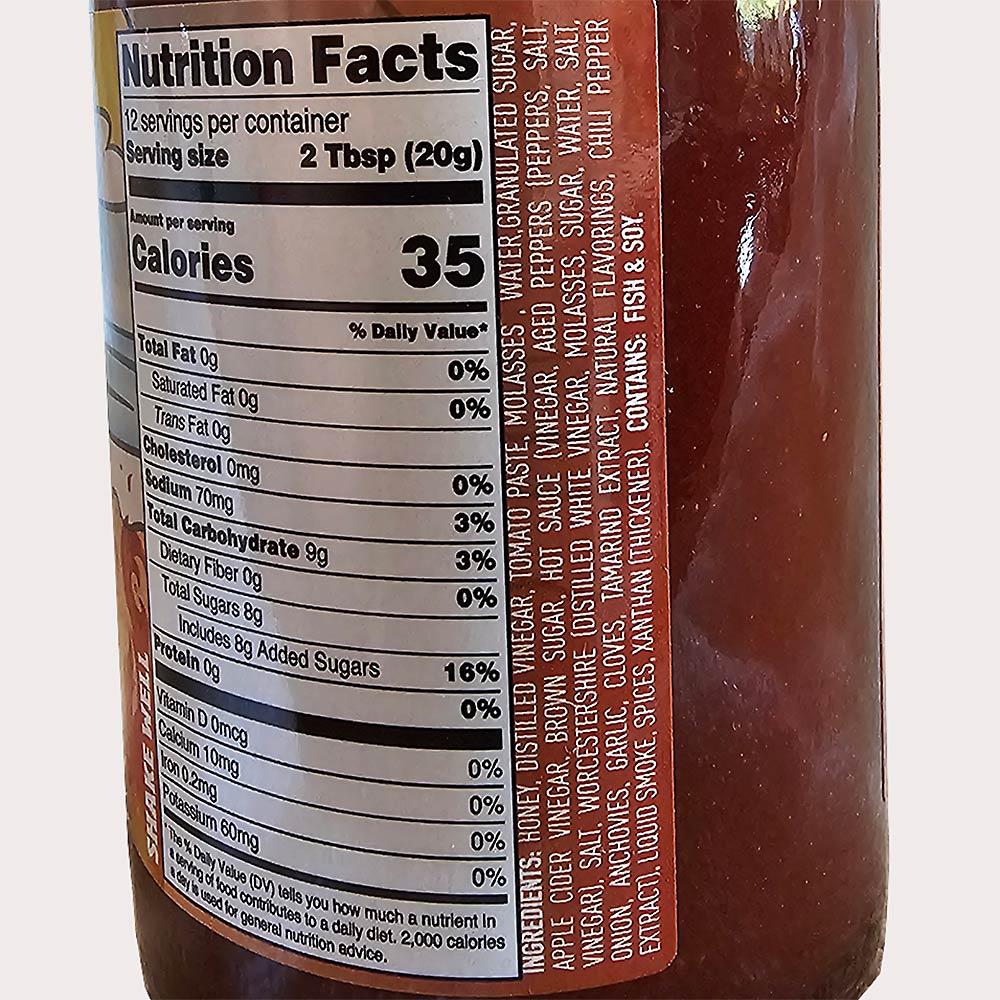 Nutrition Facts
12 servings per container
Serving size 2 Tbsp (20g)
Amount per serving
Calories 35
% Daily Value*
Total Fat 0g 0%
Saturated Fat 0g 0%
Trans Fat 0g
Cholesterol 0mg 0%
Sodium 70mg 3%
Total Carbohydrate 9g 3%
Dietary Fiber 0g 0%
Total Sugars 8g
Includes 8g Added Sugars 16%
Protein 0g 0%
Vitamin D 0mcg 0%
Calcium 10mg 0%
Iron 0.2mg 0%
Potassium 60mg 0%
*The % Daily Value (DV) tells you how much a nutrient in
a serving of food contributes to a daily diet. 2,000 calories
a day is used for general nutrition advice.
SHAKE WEL
INGREDIENTS: HONEY, DISTILLED VINEGAR, TOMATO PASTE, MOLASSES , WATER,GRANULATED SUGAR,
APPLE CIDER VINEGAR, BROWN SUGAR, HOT SAUCE (VINEGAR, AGED PEPPERS (PEPPERS, SALT,
VINEGAR), SALT, WORCESTERSHIRE (DISTILLED WHITE VINEGAR, MOLASSES, SUGAR, WATER, SALT,
ONION, ANCHOVIES, GARLIC, CLOVES, TAMARIND EXTRACT, NATURAL FLAVORINGS, CHILI PEPPER
EXTRACT), LIQUID SMOKE, SPICES, XANTHAN (THICKENER). CONTAINS: FISH & SOY.